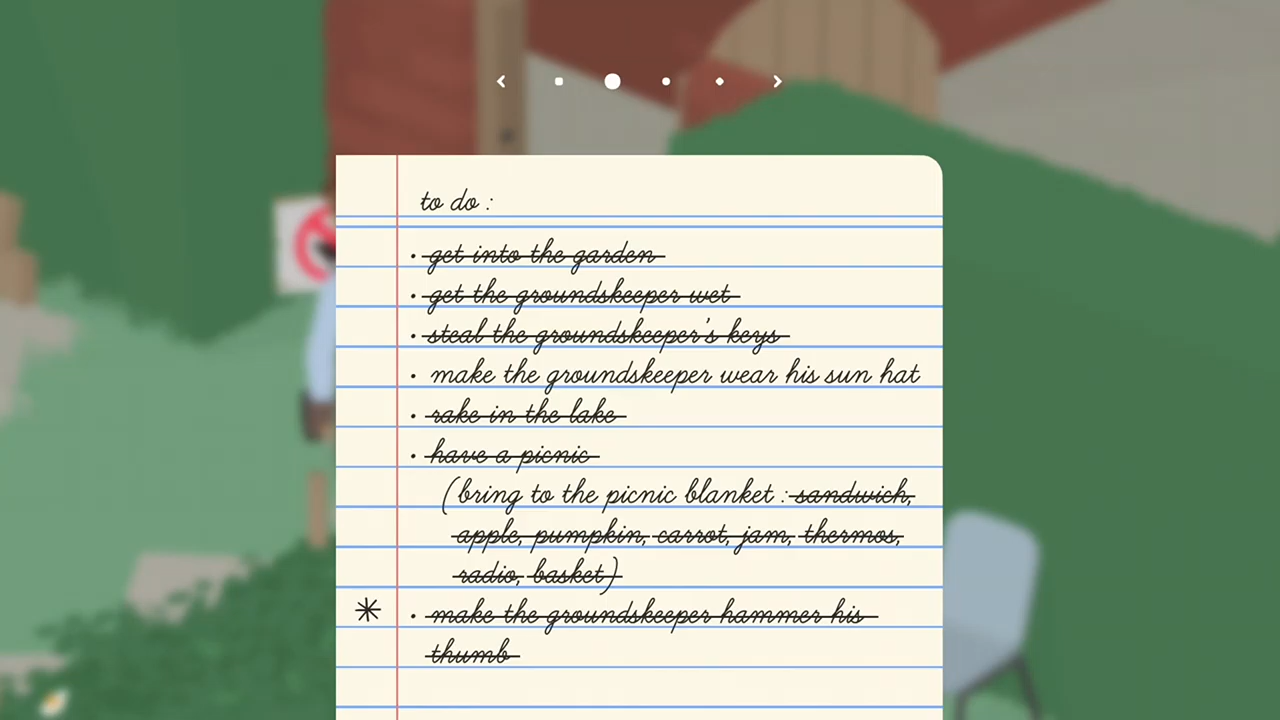 to do :
• get into the garden
• get the groundskeeper wet
• steal the groundskeeper's keys
• make the groundskeeper wear his sun hat
• rake in the lake
• have a picnic
(bring to the picnic blanket : sandwich,
apple, pumpkin, carrot, jam, thermos,
radio, basket)
* • make the groundskeeper hammer his
thumb